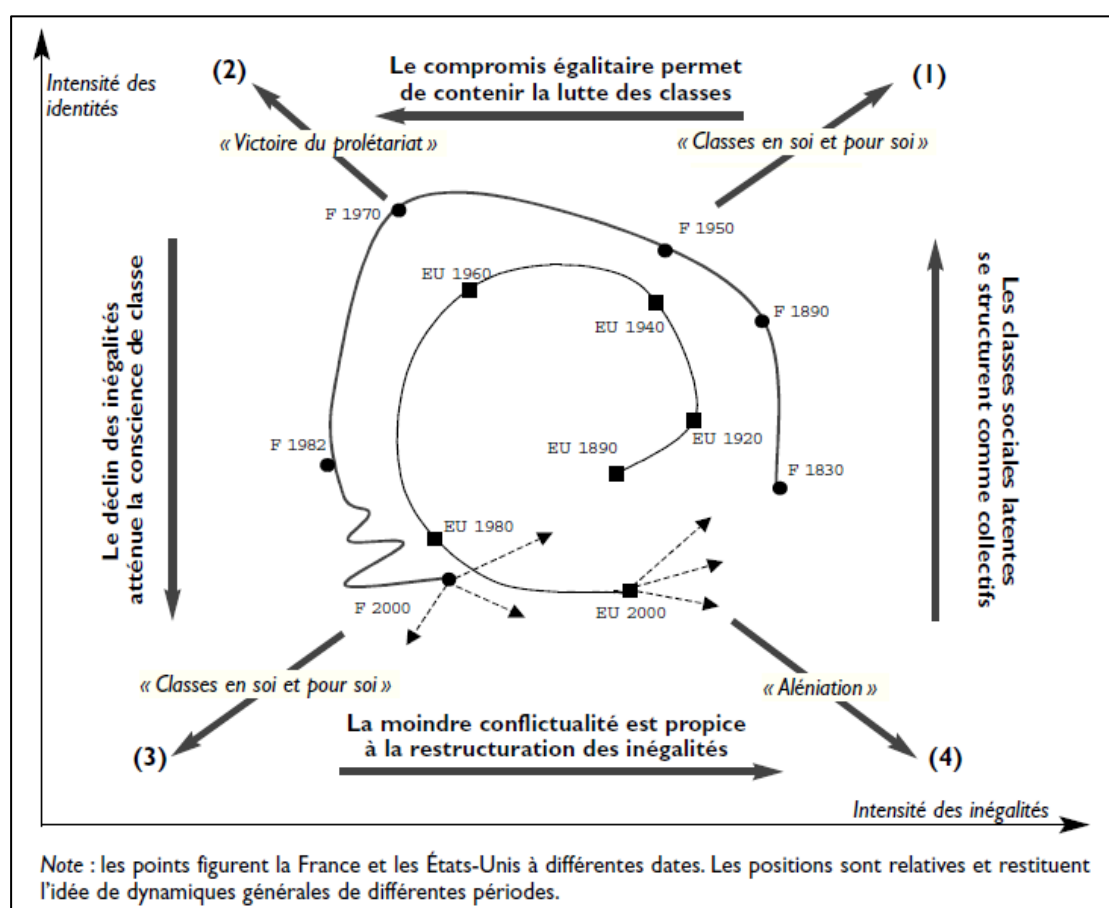 Intensité des
identités
(2)
Le compromis égalitaire permet
de contenir la lutte des classes
(1)
« Victoire du prolétariat »
« Classes en soi et pour soi »
F 1970
F 1950
EU 1960
EU 1940
F 1890
Le déclin des inégalités
atténue la conscience de classe
Les classes sociales latentes
se structurent comme collectifs
F 1982
EU 1890
EU 1920
F 1830
EU 1980
F 2000
EU 2000
« Classes en soi et pour soi »
« Aléniation »
La moindre conflictualité est propice
à la restructuration des inégalités
(3)
(4)
Intensité des inégalités
Note : les points figurent la France et les États-Unis à différentes dates. Les positions sont relatives et restituent
l'idée de dynamiques générales de différentes périodes.